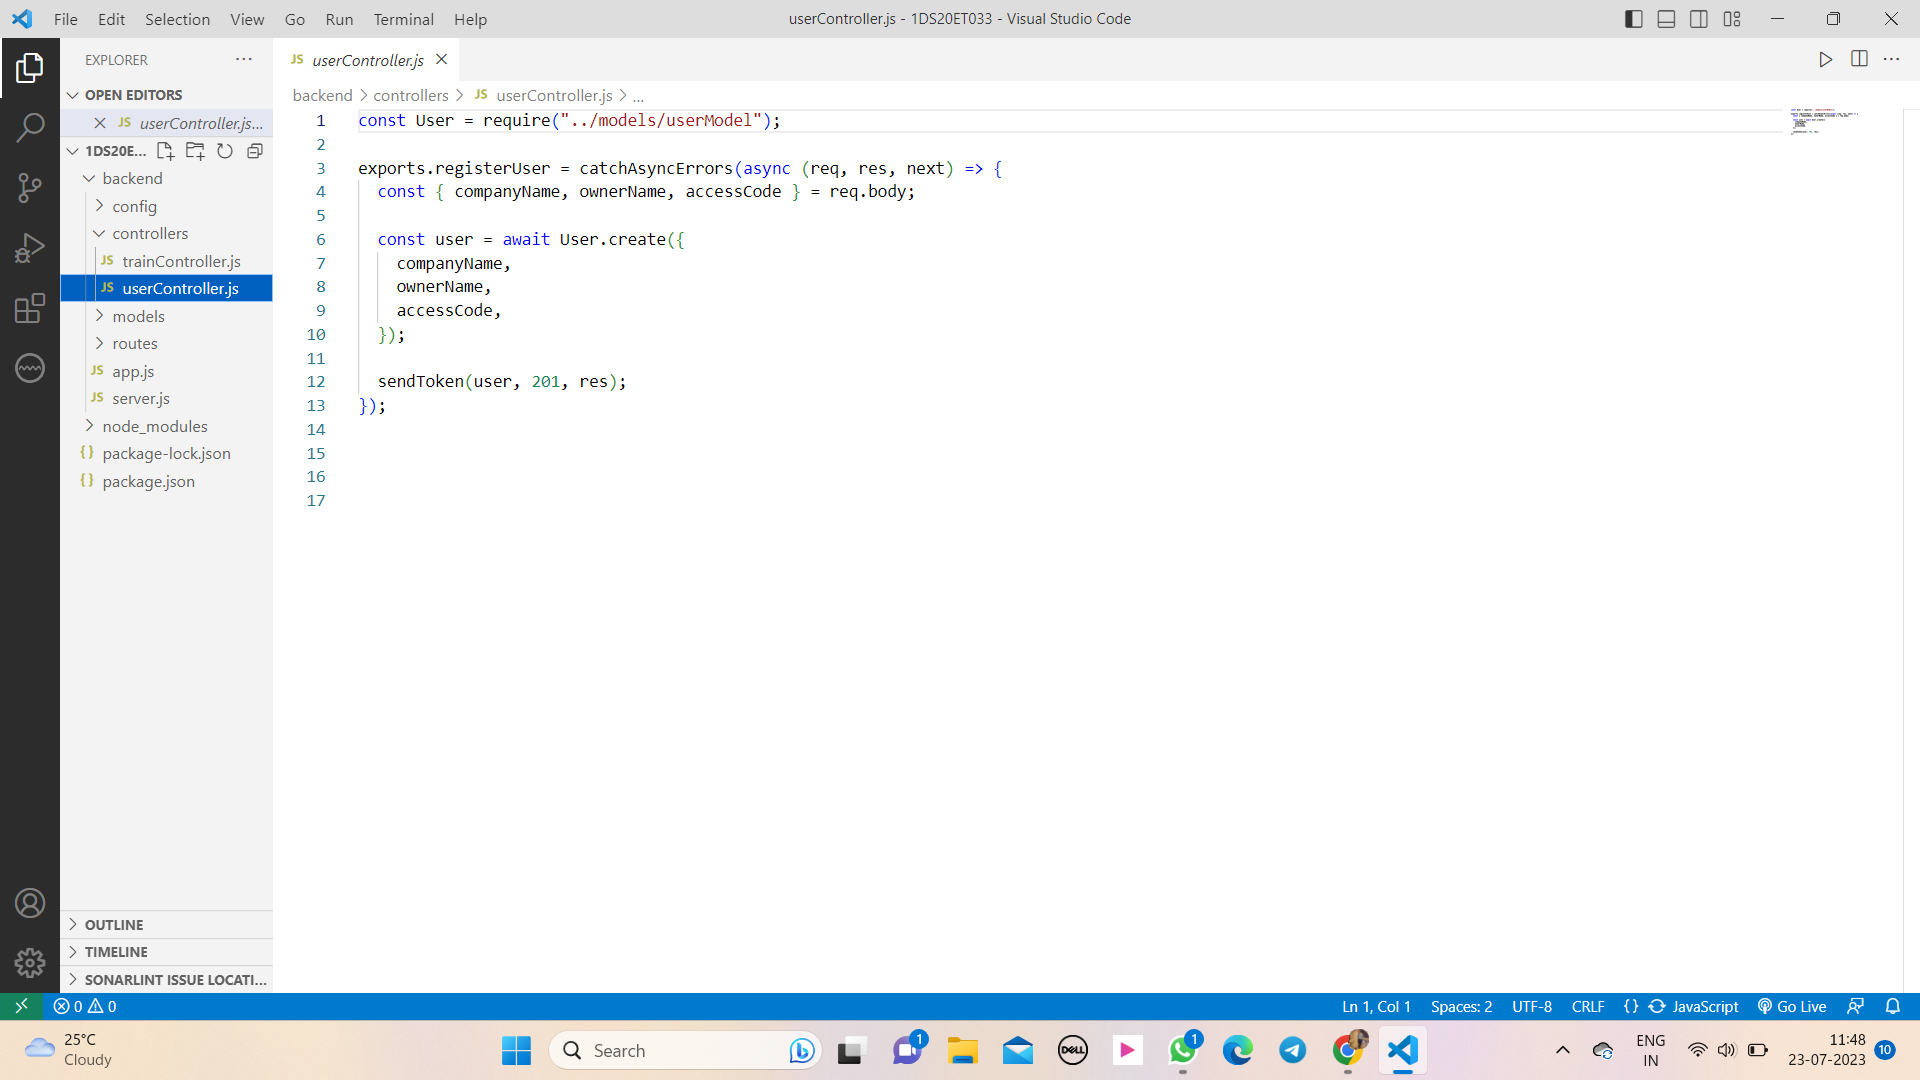 File Edit Selection View Go Run Terminal Help
userController.js - 1DS20ET033 - Visual Studio Code
EXPLORER
OPEN EDITORS
JS userController.js...
1DS20E...
backend
config
controllers
JS trainController.js
JS userController.js
models
routes
JS app.js
JS server.js
node_modules
{} package-lock.json
{} package.json
OUTLINE
TIMELINE
SONARLINT ISSUE LOCATI...
JS userController.js
backend > controllers > JS userController.js > ...
1 const User = require("../models/userModel");
2
3 exports.registerUser = catchAsyncErrors(async (req, res, next) => {
4 const { companyName, ownerName, accessCode } = req.body;
5
6 const user = await User.create({
7 companyName,
8 ownerName,
9 accessCode,
10 });
11
12 sendToken(user, 201, res);
13 });
14
15
16
17
0 0
Ln 1, Col 1 Spaces: 2 UTF-8 CRLF {} JavaScript Go Live
25°C
Cloudy
Search
1
DELL
1
ENG
IN
11:48
23-07-2023
10